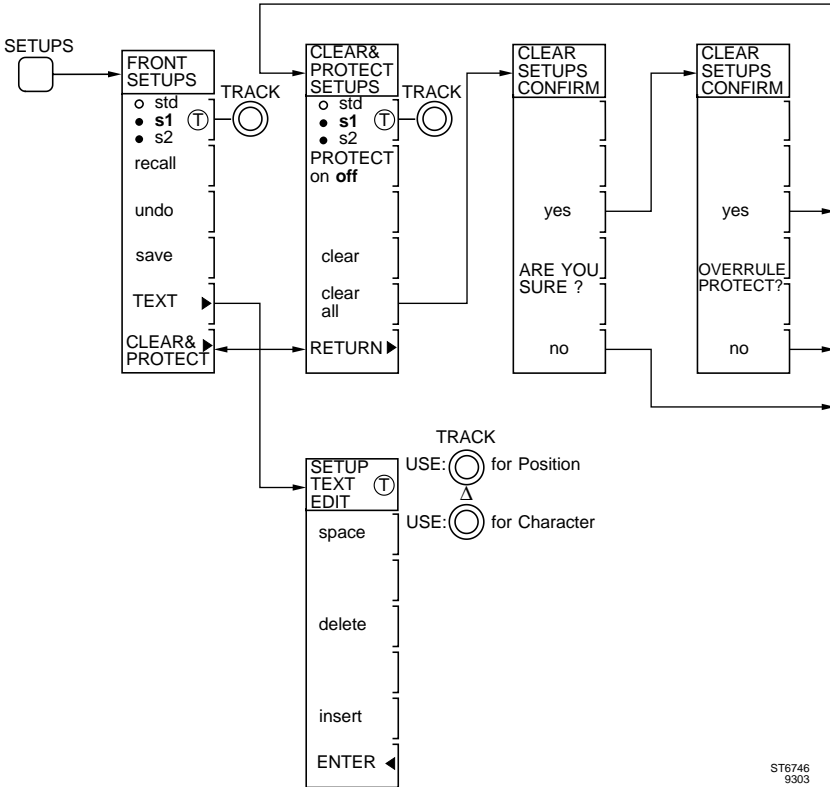 SETUPS
FRONT
SETUPS
std
s1
s2
T
TRACK
recall
undo
save
TEXT
CLEAR&
PROTECT
CLEAR&
PROTECT
SETUPS
std
s1
s2
T
TRACK
PROTECT
on off
clear
clear
all
RETURN
CLEAR
SETUPS
CONFIRM
yes
ARE YOU
SURE ?
no
CLEAR
SETUPS
CONFIRM
yes
OVERRULE
PROTECT?
no
SETUP
TEXT
EDIT
T
space
delete
insert
ENTER
TRACK
USE: for Position
Δ
USE: for Character
ST6746
9303